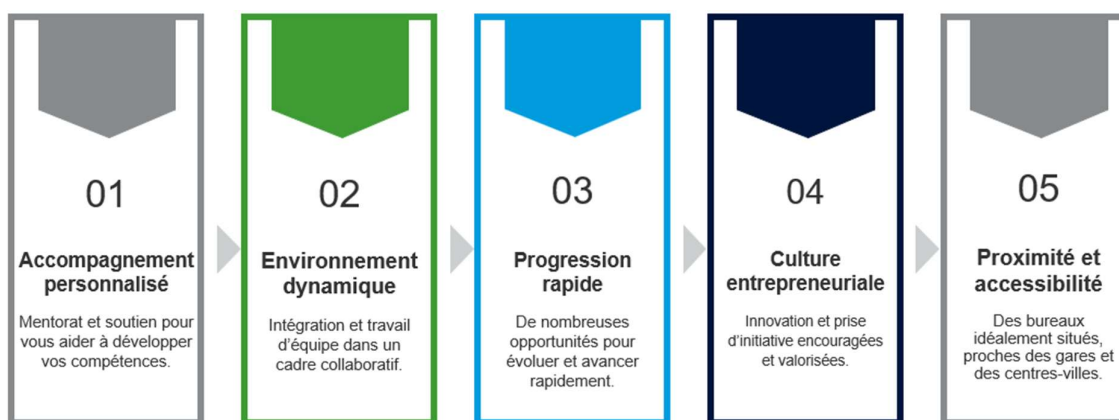 01
Accompagnement
personnalisé
Mentorat et soutien pour
vous aider à développer
vos compétences.
02
Environnement
dynamique
Intégration et travail
d'équipe dans un
cadre collaboratif.
03
Progression
rapide
De nombreuses
opportunités pour
évoluer et avancer
rapidement.
04
Culture
entrepreneuriale
Innovation et prise
d'initiative encouragées
et valorisées.
05
Proximité et
accessibilité
Des bureaux
idéalement situés,
proches des gares et
des centres-villes.